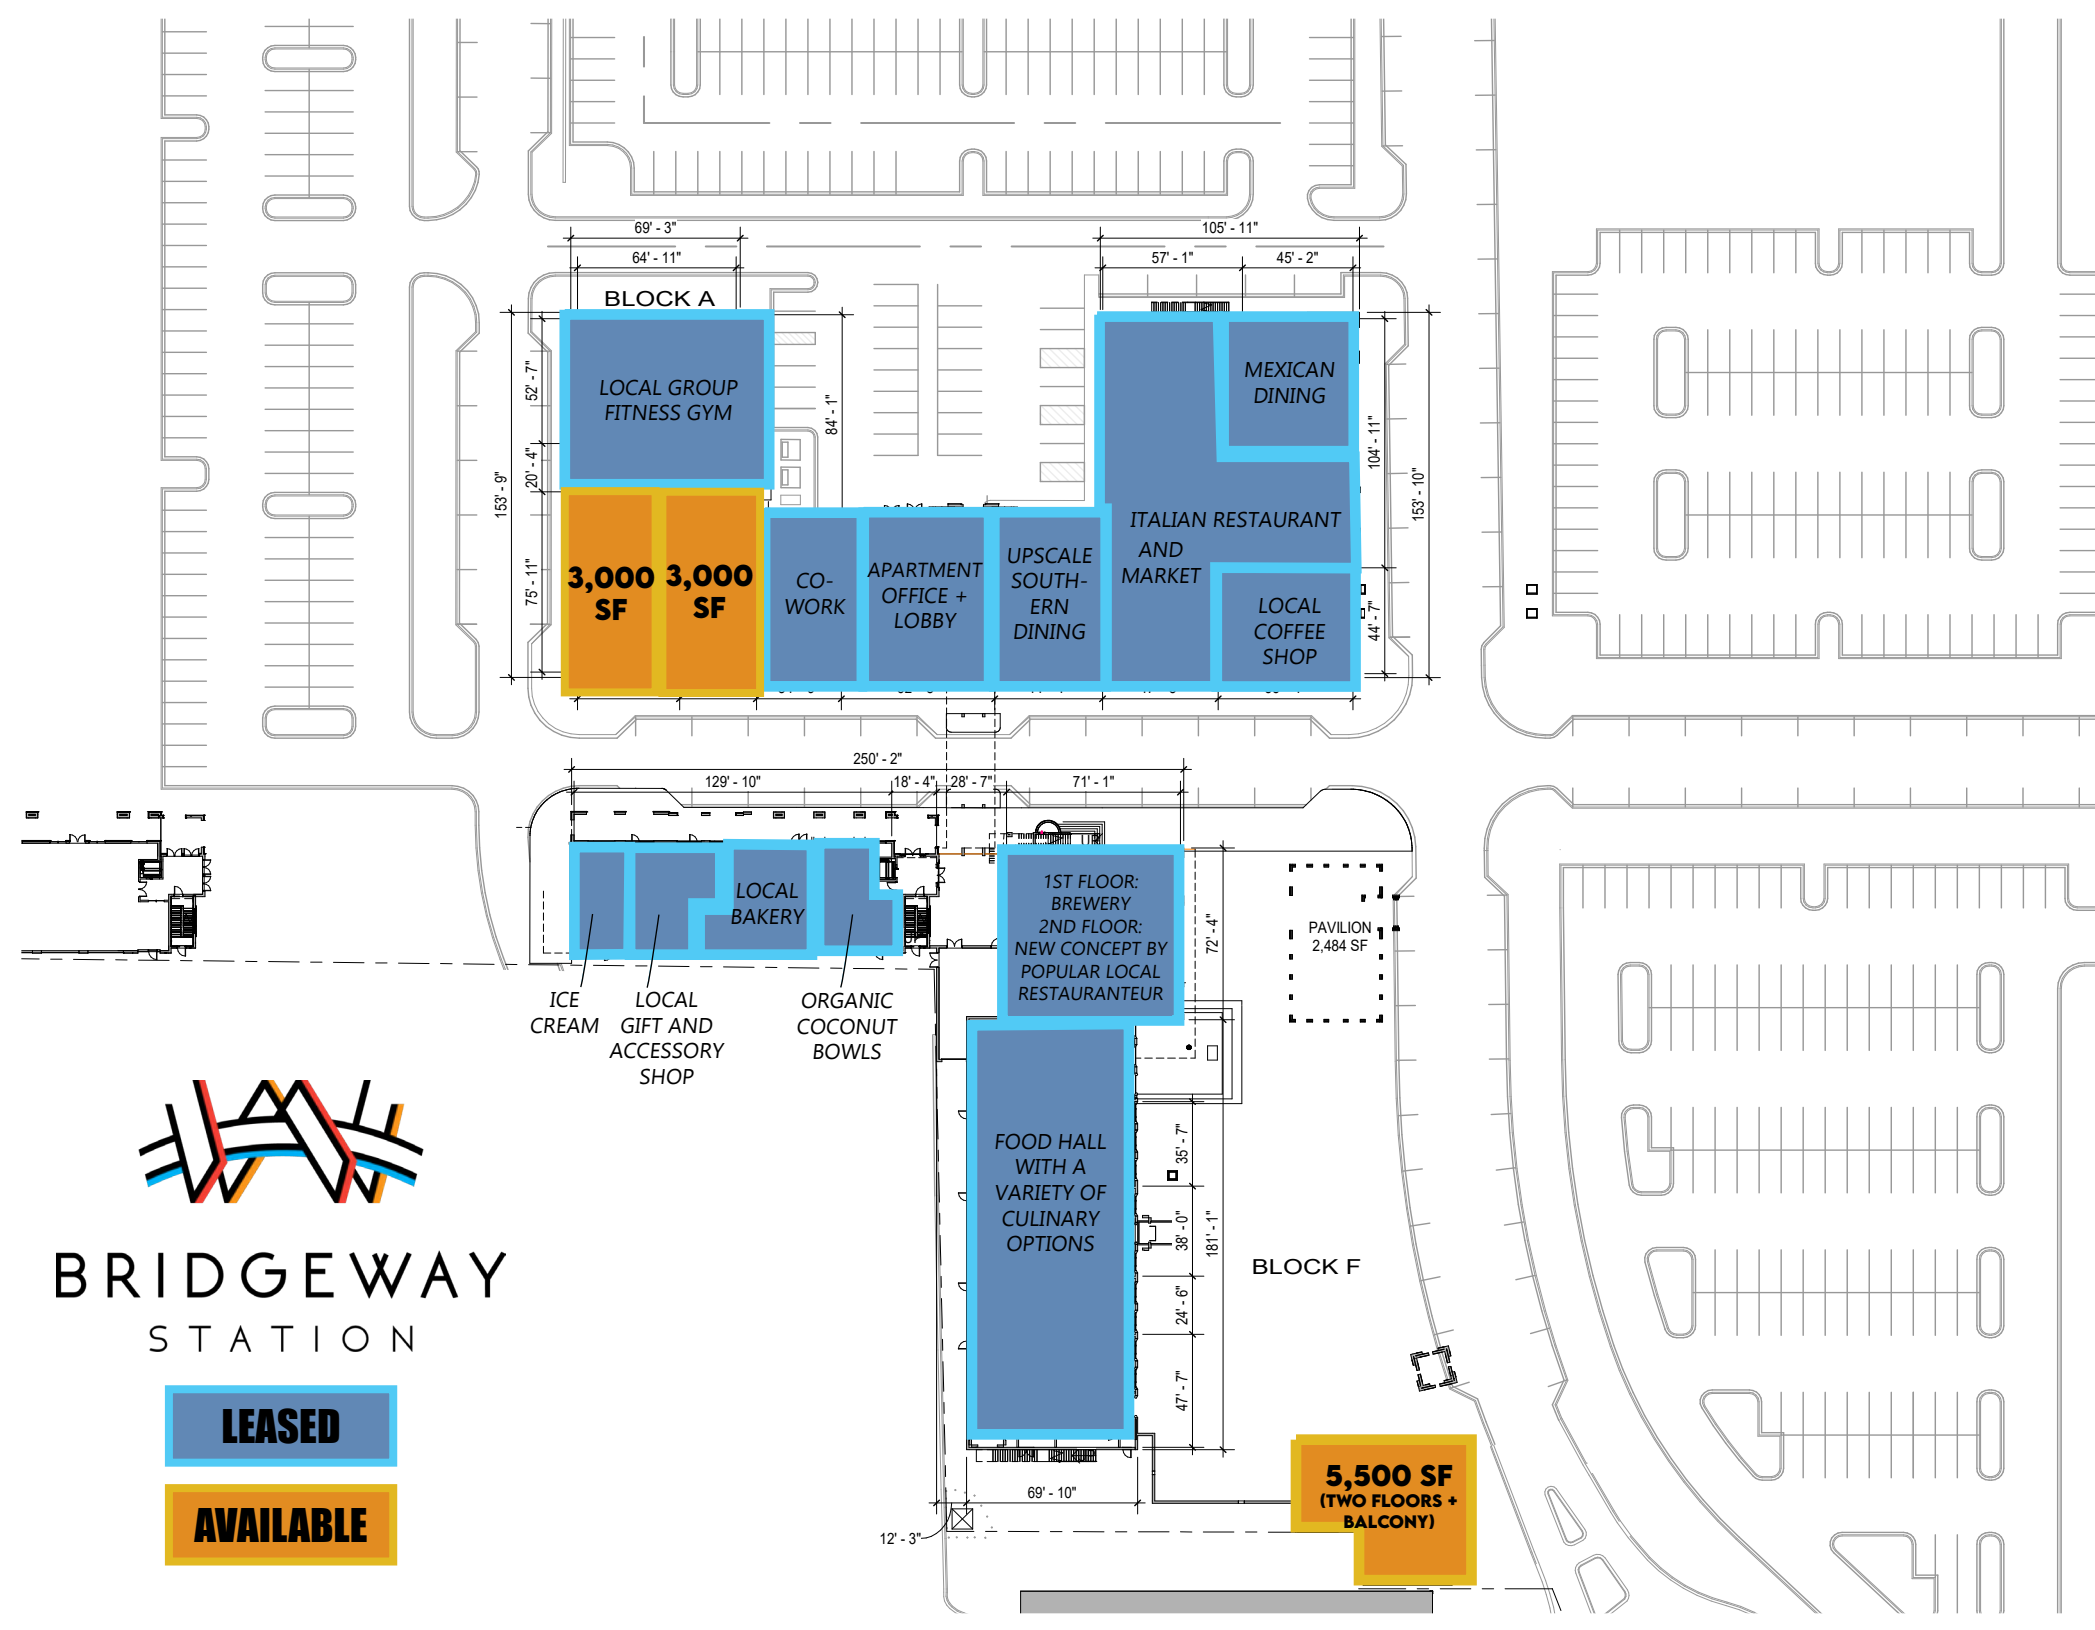 69' - 3"
105' - 11"
64' - 11"
57' - 1"
45' - 2"
BLOCK A
52' - 7"
20' - 4"
75' - 11"
153' - 9"
84' - 1"
104' - 11"
44' - 7"
153' - 10"
LOCAL GROUP
FITNESS GYM
MEXICAN
DINING
3,000
SF
3,000
SF
CO-
WORK
APARTMENT
OFFICE +
LOBBY
UPSCALE
SOUTH-
ERN
DINING
ITALIAN RESTAURANT
AND
MARKET
LOCAL
COFFEE
SHOP
250' - 2"
129' - 10"
18' - 4"
28' - 7"
71' - 1"
LOCAL
BAKERY
ICE
CREAM
LOCAL
GIFT AND
ACCESSORY
SHOP
ORGANIC
COCONUT
BOWLS
1ST FLOOR:
BREWERY
2ND FLOOR:
NEW CONCEPT BY
POPULAR LOCAL
RESTAURANTEUR
72' - 4"
PAVILION
2,484 SF
FOOD HALL
WITH A
VARIETY OF
CULINARY
OPTIONS
35' - 7"
38' - 0"
24' - 6"
47' - 7"
181' - 1"
BLOCK F
69' - 10"
12' - 3"
5,500 SF
(TWO FLOORS +
BALCONY)
BRIDGEWAY
STATION
LEASED
AVAILABLE